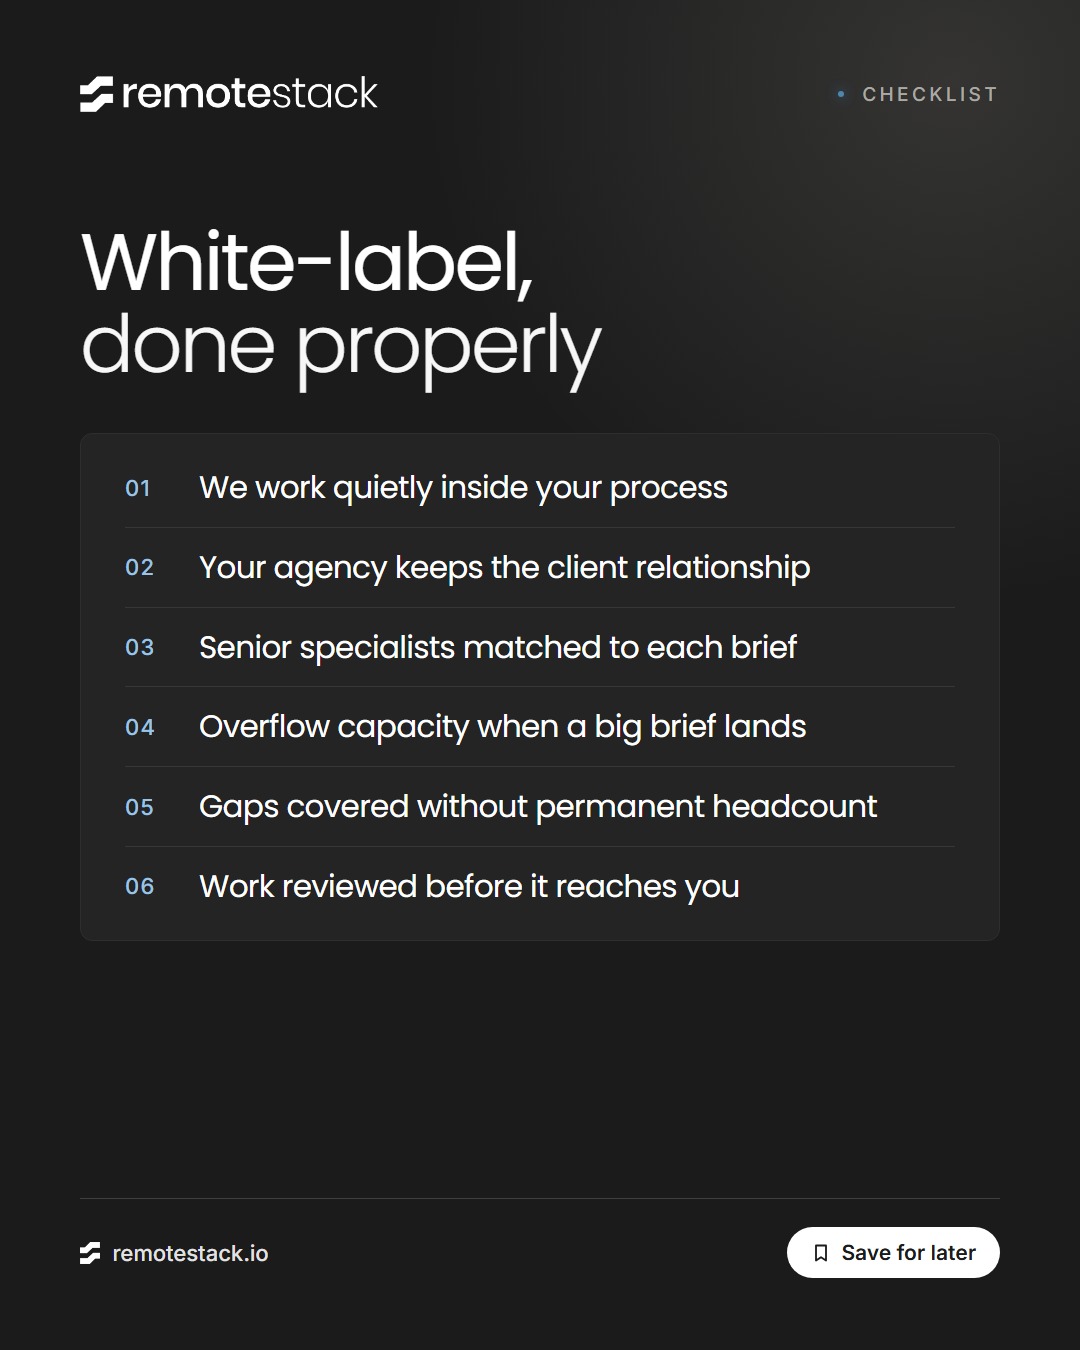 remotestack
CHECKLIST
White-label,
done properly
01 We work quietly inside your process
02 Your agency keeps the client relationship
03 Senior specialists matched to each brief
04 Overflow capacity when a big brief lands
05 Gaps covered without permanent headcount
06 Work reviewed before it reaches you
remotestack.io
Save for later